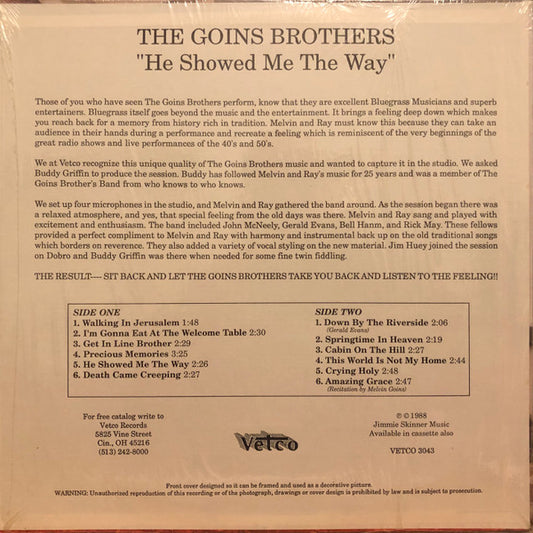 THE GOINS BROTHERS
"He Showed Me The Way"
Those of you who have seen The Goins Brothers perform, know that they are excellent Bluegrass Musicians and superb
entertainers. Bluegrass itself goes beyond the music and the entertainment. It brings a feeling deep down which makes
you reach back for a memory from history rich in tradition. Melvin and Ray must know this because they can take an
audience in their hands during a performance and recreate a feeling which is reminiscent of the very beginnings of the
great radio shows and live performances of the 40's and 50's.
We at Vetco recognize this unique quality of The Goins Brothers music and wanted to capture it in the studio. We asked
Buddy Griffin to produce the session. Buddy has followed Melvin and Ray's music for 25 years and was a member of The
Goins Brother's Band from who knows to who knows.
We set up four microphones in the studio, and Melvin and Ray gathered the band around. As the session began there was
a relaxed atmosphere, and yes, that special feeling from the old days was there. Melvin and Ray sang and played with
excitement and enthusiasm. The band included John McNeely, Gerald Evans, Bell Hanm, and Rick May. These fellows
provided a perfect compliment to Melvin and Ray with harmony and instrumental back up on the old traditional songs
which borders on reverence. They also added a variety of vocal styling on the new material. Jim Huey joined the session
on Dobro and Buddy Griffin was there when needed for some fine twin fiddling.
THE RESULT---- SIT BACK AND LET THE GOINS BROTHERS TAKE YOU BACK AND LISTEN TO THE FEELING!!
SIDE ONE
1. Walking In Jerusalem 1:48
2. I'm Gonna Eat At The Welcome Table 2:30
3. Get In Line Brother 2:29
4. Precious Memories 3:25
5. He Showed Me The Way 2:26
6. Death Came Creeping 2:27
SIDE TWO
1. Down By The Riverside 2:06
(Gerald Evans)
2. Springtime In Heaven 2:19
3. Cabin On The Hill 2:27
4. This World Is Not My Home 2:44
5. Crying Holy 2:48
6. Amazing Grace 2:47
(Recitation by Melvin Goins)
For free catalog write to
Vetco Records
5825 Vine Street
Cin., OH 45216
(513) 242-8000
Vetco
℗ © 1988
Jimmie Skinner Music
Available in cassette also
VETCO 3043
Front cover designed so it can be framed and used as a decorative picture.
WARNING: Unauthorized reproduction of this recording or of the photograph, drawings or cover design is prohibited by law and is subject to prosecution.